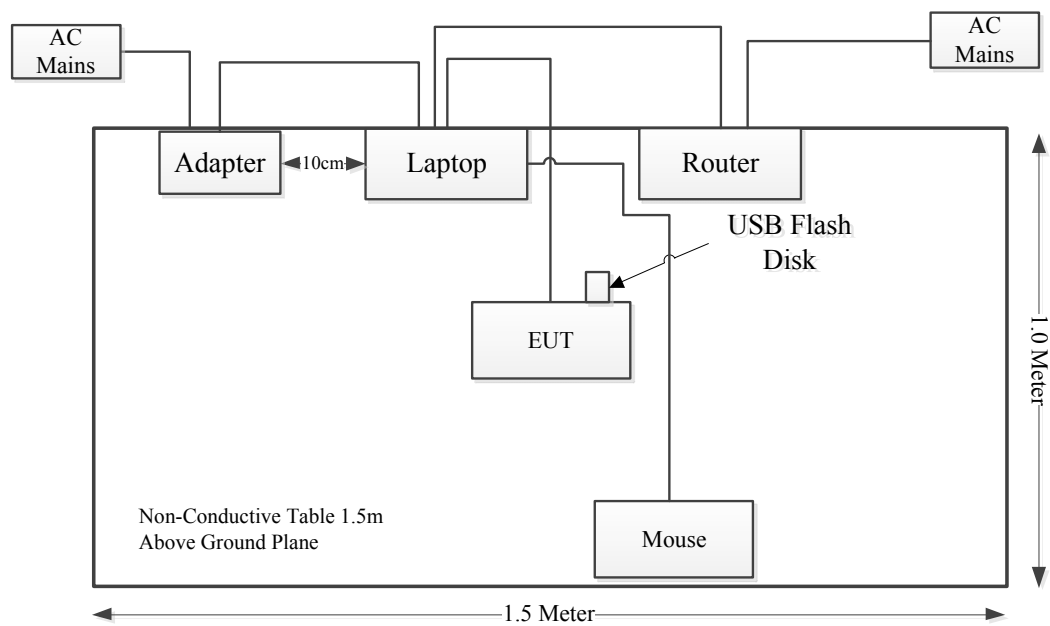 AC
Mains
AC
Mains
Adapter
10cm
Laptop
Router
USB Flash
Disk
EUT
1.0 Meter
Non-Conductive Table 1.5m
Above Ground Plane
Mouse
1.5 Meter